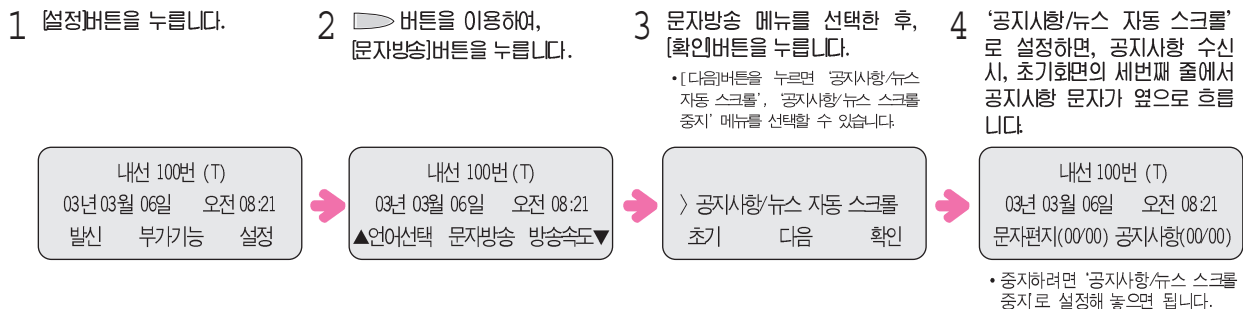 1 [설정]버튼을 누릅니다.
2 버튼을 이용하여,
[문자방송]버튼을 누릅니다.
3 문자방송 메뉴를 선택한 후,
[확인]버튼을 누릅니다.
•[다음]버튼을 누르면 '공지사항/뉴스
자동 스크롤', '공지사항/뉴스 스크롤
중지' 메뉴를 선택할 수 있습니다.
4 '공지사항/뉴스 자동 스크롤'
로 설정하면, 공지사항 수신
시, 초기화면의 세번째 줄에서
공지사항 문자가 옆으로 흐릅
니다.
내선 100번 (T)
03년 03월 06일 오전 08:21
발신 부가기능 설정
내선 100번 (T)
03년 03월 06일 오전 08:21
▲언어선택 문자방송 방송속도▼
〉공지사항/뉴스 자동 스크롤
초기 다음 확인
내선 100번 (T)
03년 03월 06일 오전 08:21
문자편지(00/00) 공지사항(00/00)
•중지하려면 '공지사항/뉴스 스크롤
중지'로 설정해 놓으면 됩니다.